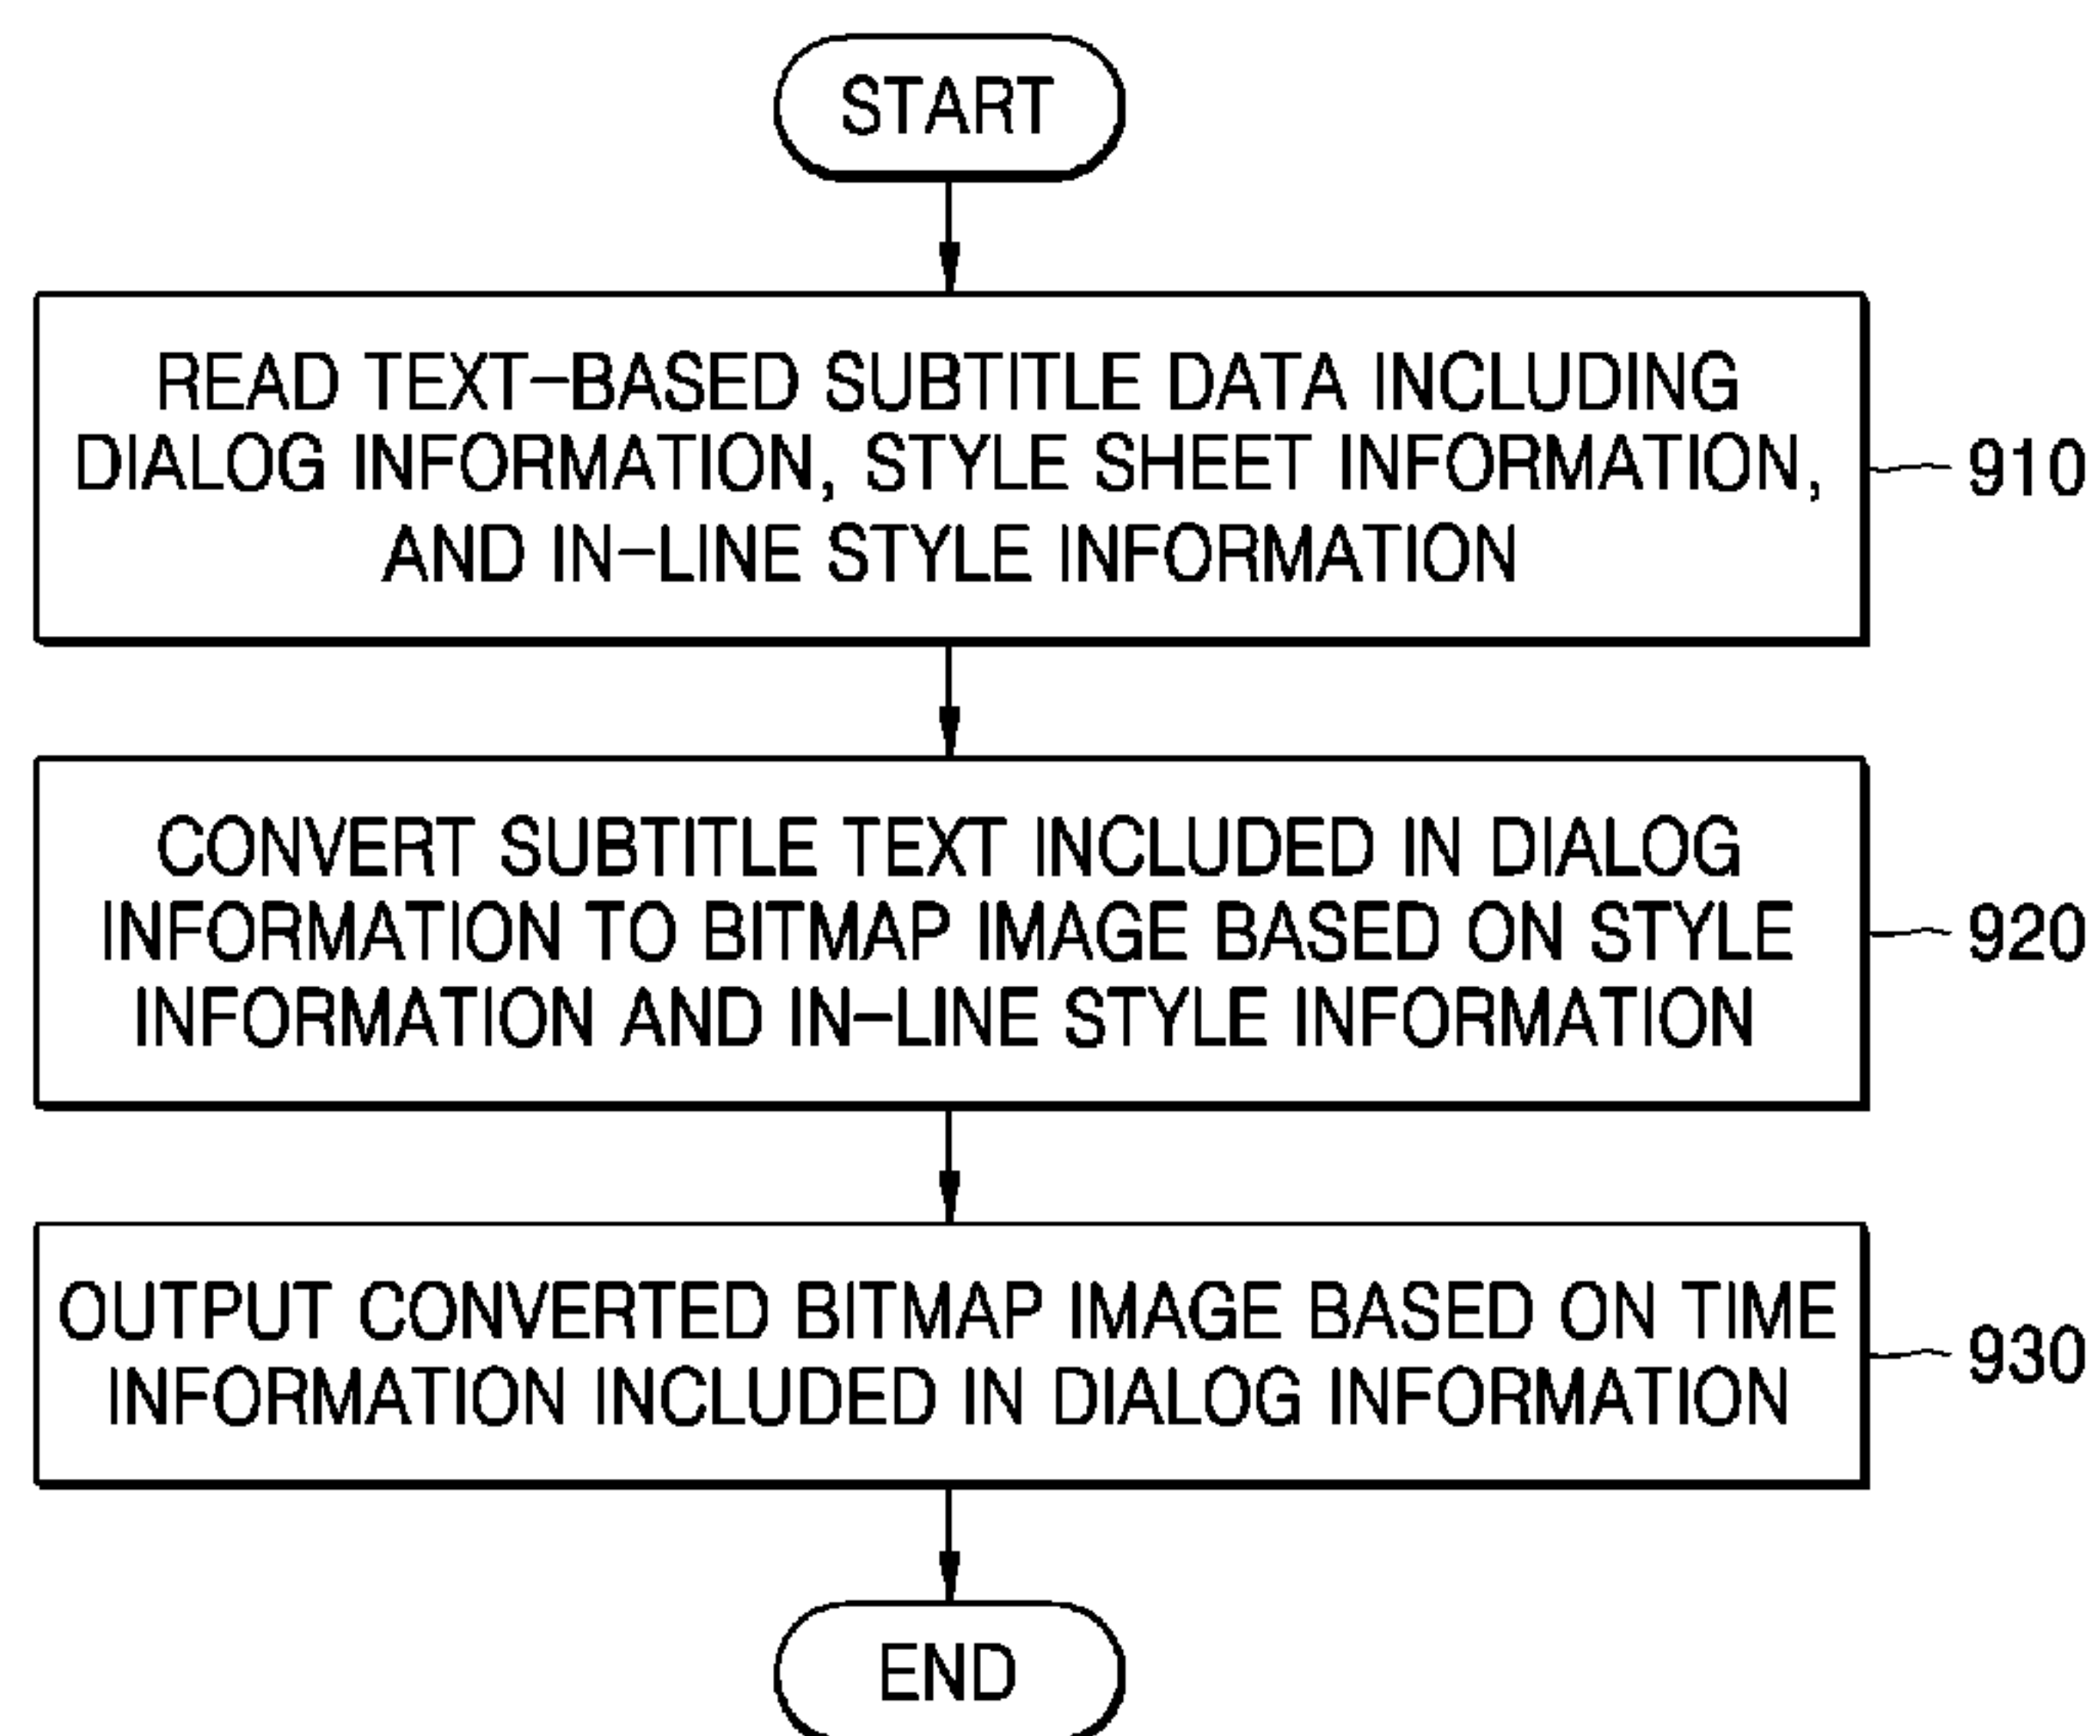 START
READ TEXT-BASED SUBTITLE DATA INCLUDING
DIALOG INFORMATION, STYLE SHEET INFORMATION,
AND IN-LINE STYLE INFORMATION
910
CONVERT SUBTITLE TEXT INCLUDED IN DIALOG
INFORMATION TO BITMAP IMAGE BASED ON STYLE
INFORMATION AND IN-LINE STYLE INFORMATION
920
OUTPUT CONVERTED BITMAP IMAGE BASED ON TIME
INFORMATION INCLUDED IN DIALOG INFORMATION
930
END